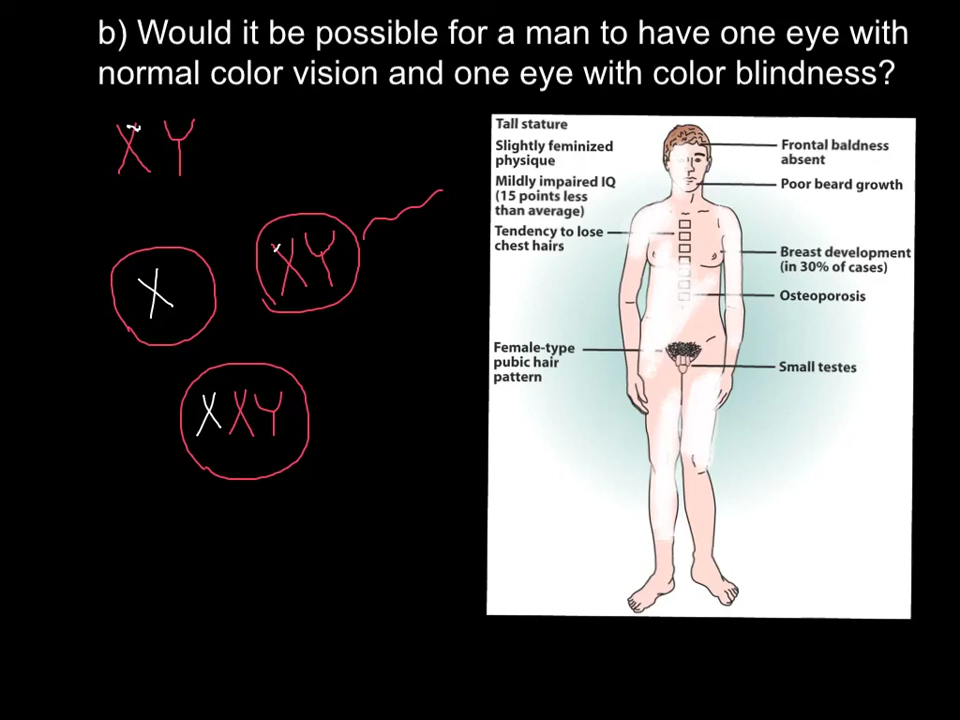 b) Would it be possible for a man to have one eye with
normal color vision and one eye with color blindness?
X Y
X Y
X
X X Y
Tall stature
Slightly feminized
physique
Mildly impaired IQ
(15 points less
than average)
Tendency to lose
chest hairs
Female-type
pubic hair
pattern
Frontal baldness
absent
Poor beard growth
Breast development
(in 30% of cases)
Osteoporosis
Small testes